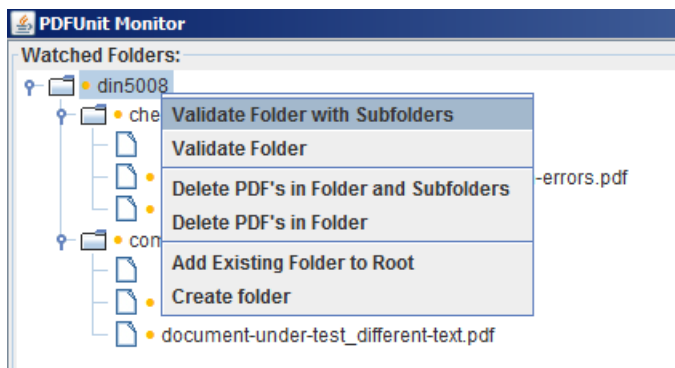 PDFUnit Monitor
Watched Folders:
din5008
che
Validate Folder with Subfolders
Validate Folder
-errors.pdf
Delete PDF's in Folder and Subfolders
Delete PDF's in Folder
com
Add Existing Folder to Root
Create folder
document-under-test_different-text.pdf